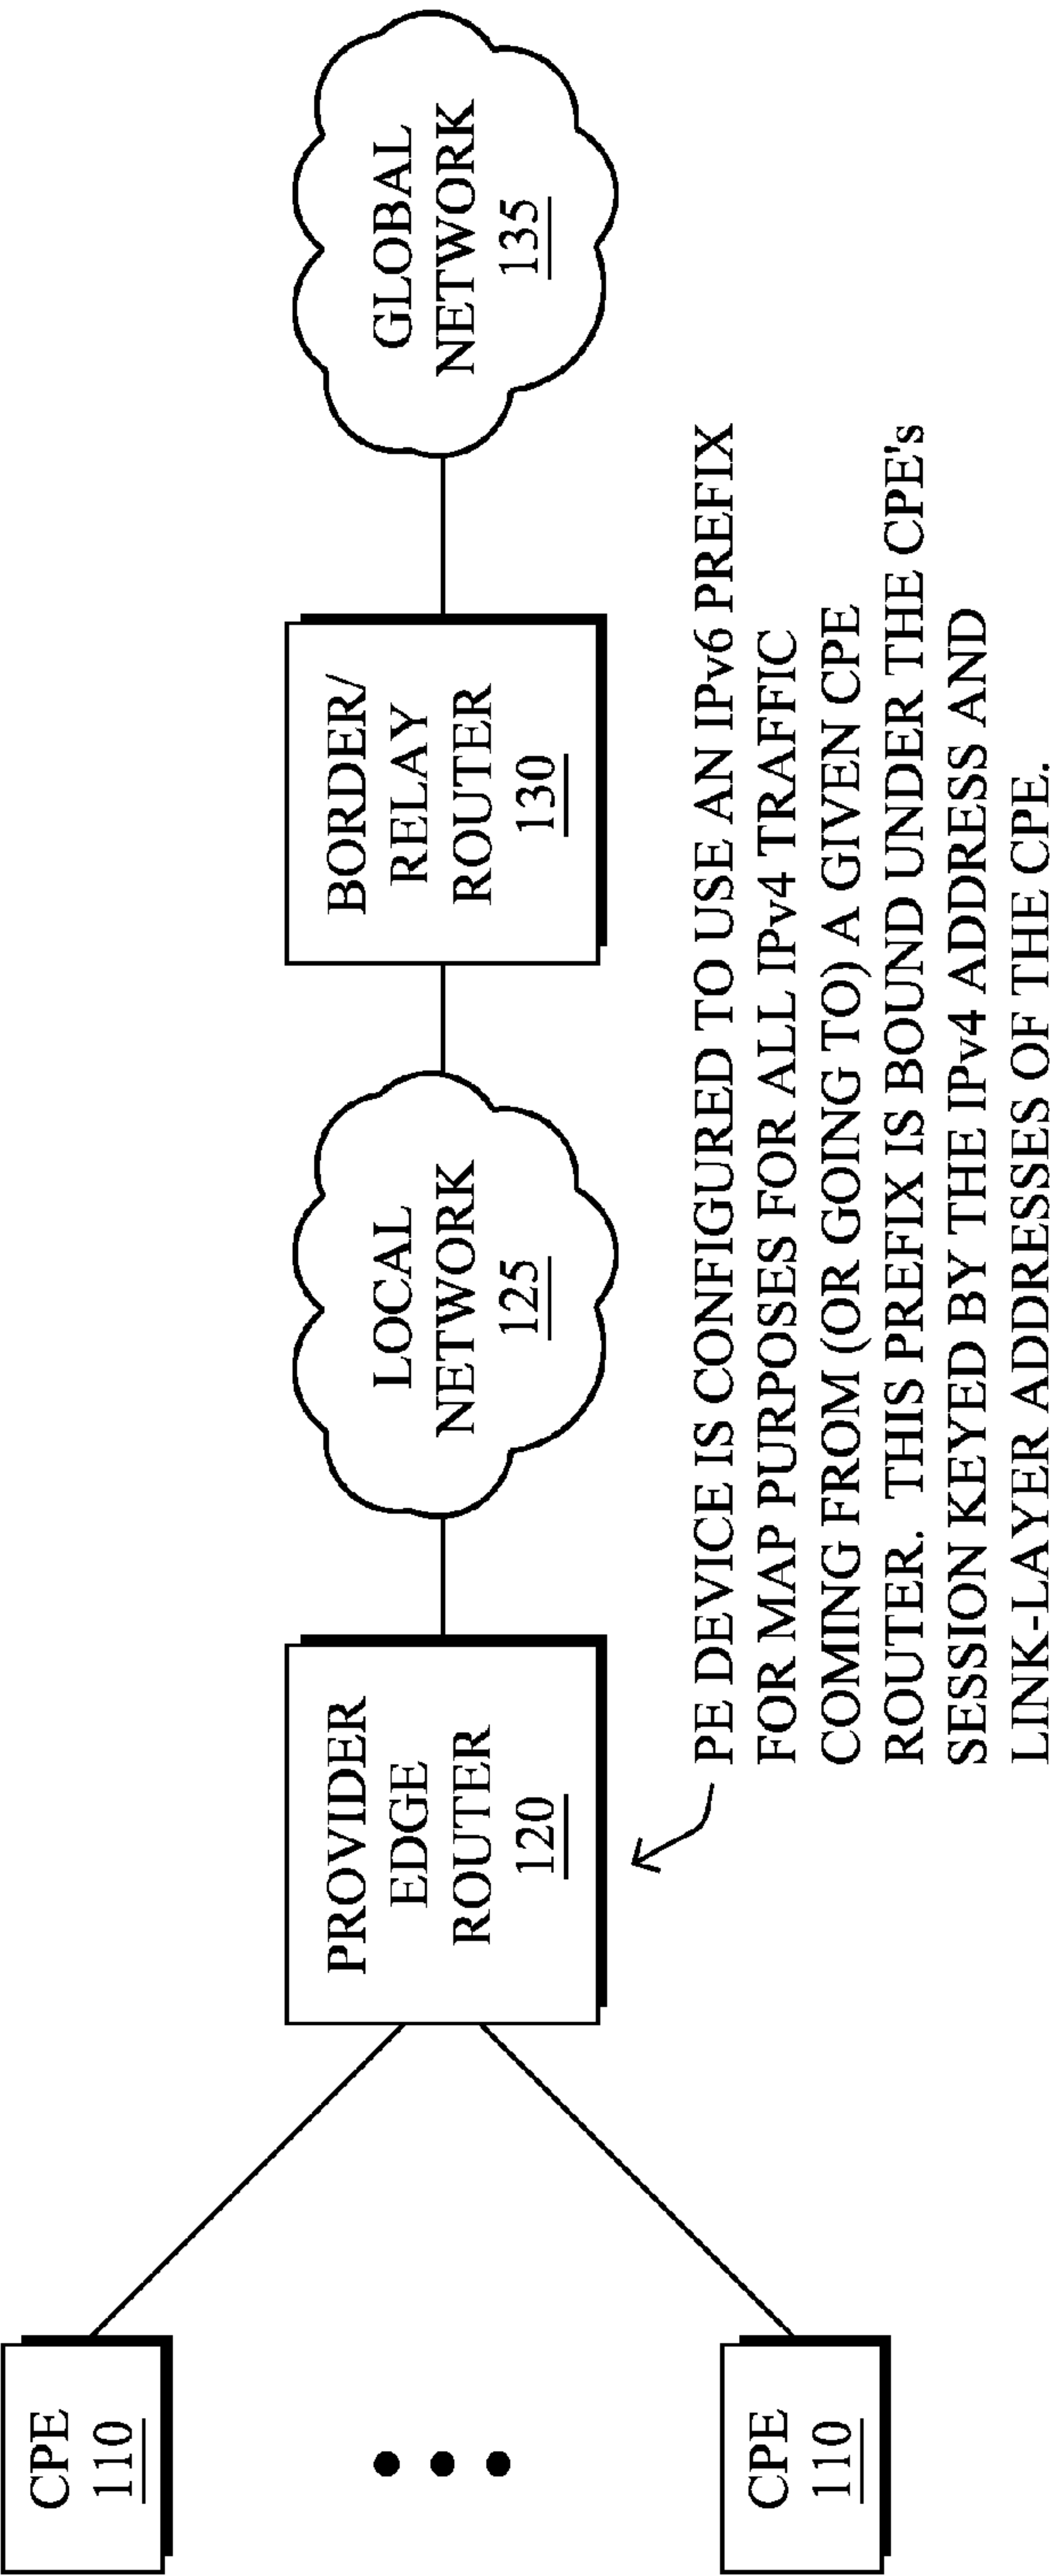 CPE
110
CPE
110
PROVIDER
EDGE
ROUTER
120
LOCAL
NETWORK
125
BORDER/
RELAY
ROUTER
130
GLOBAL
NETWORK
135
PE DEVICE IS CONFIGURED TO USE AN IPv6 PREFIX
FOR MAP PURPOSES FOR ALL IPv4 TRAFFIC
COMING FROM (OR GOING TO) A GIVEN CPE
ROUTER. THIS PREFIX IS BOUND UNDER THE CPE's
SESSION KEYED BY THE IPv4 ADDRESS AND
LINK-LAYER ADDRESSES OF THE CPE.